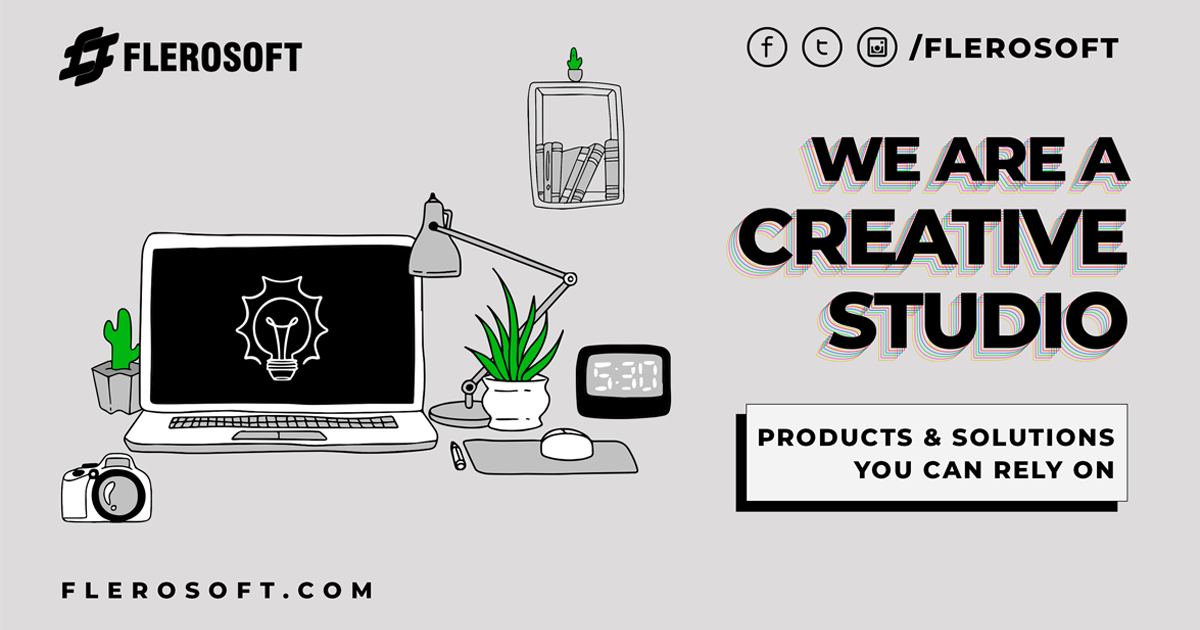 FLEROSOFT
/FLEROSOFT
WE ARE A
CREATIVE
STUDIO
5:30
PRODUCTS & SOLUTIONS
YOU CAN RELY ON
FLEROSOFT.COM